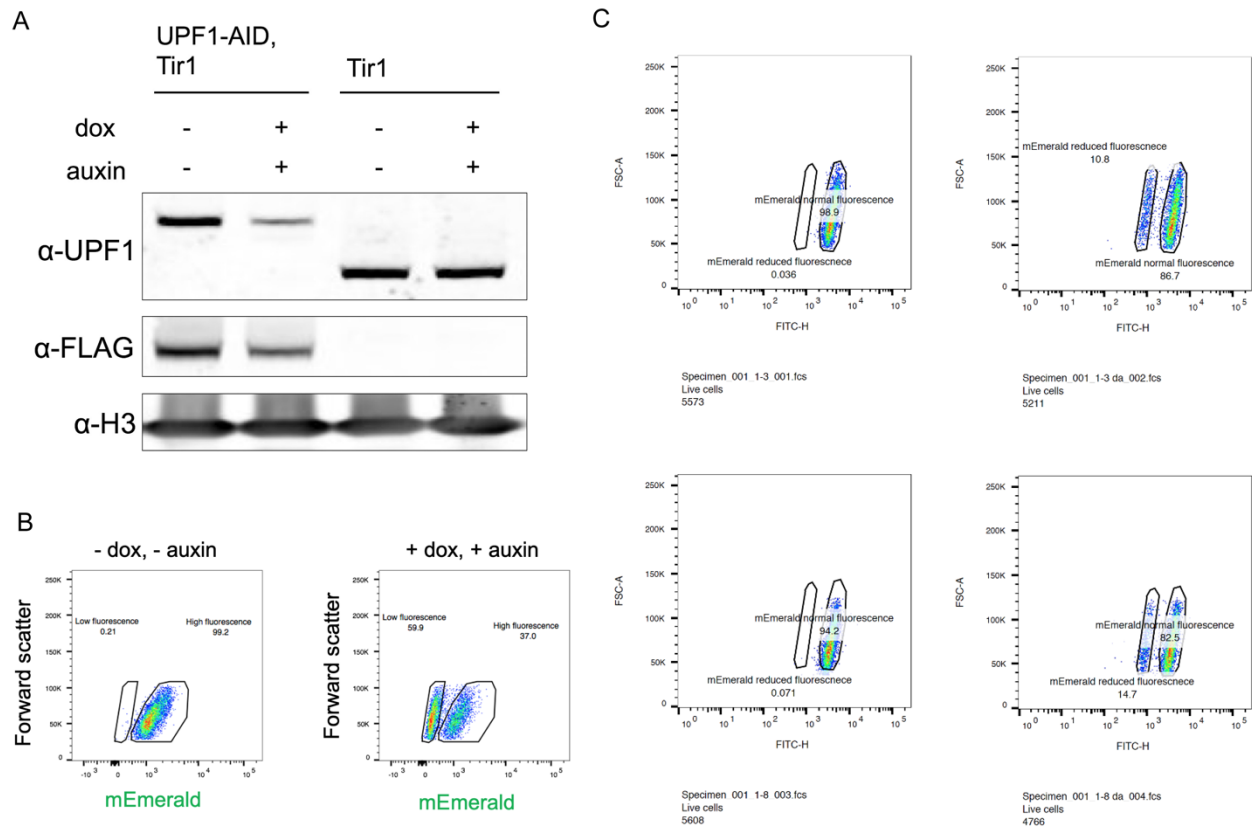 A
UPF1-AID,
Tir1
Tir1
dox
- + - +
auxin
- + - +
α-UPF1
α-FLAG
α-H3
B
- dox, - auxin
250K
200K
150K
100K
50K
0
Low fluorescence
0.21
High fluorescence
99.2
-10 3 0 10 3 10 4 10 5
Forward scatter
mEmerald
+ dox, + auxin
250K
200K
150K
100K
50K
0
Low fluorescence
59.9
High fluorescence
37.0
-10 3 0 10 3 10 4 10 5
Forward scatter
mEmerald
C
250K
200K
150K
100K
50K
0
FSC-A
mEmerald normal fluorescence
98.9
mEmerald reduced fluorescnece
0.036
10 0 10 1 10 2 10 3 10 4 10 5
FITC-H
Specimen_001_1-3_001.fcs
Live cells
5573
250K
200K
150K
100K
50K
0
FSC-A
mEmerald reduced fluorescnece
10.8
mEmerald normal fluorescence
86.7
10 0 10 1 10 2 10 3 10 4 10 5
FITC-H
Specimen_001_1-3 da_002.fcs
Live cells
5211
250K
200K
150K
100K
50K
0
FSC-A
mEmerald normal fluorescence
94.2
mEmerald reduced fluorescnece
0.071
10 0 10 1 10 2 10 3 10 4 10 5
FITC-H
Specimen_001_1-8_003.fcs
Live cells
5608
250K
200K
150K
100K
50K
0
FSC-A
mEmerald normal fluorescence
82.5
mEmerald reduced fluorescnece
14.7
10 0 10 1 10 2 10 3 10 4 10 5
FITC-H
Specimen_001_1-8 da_004.fcs
Live cells
4766